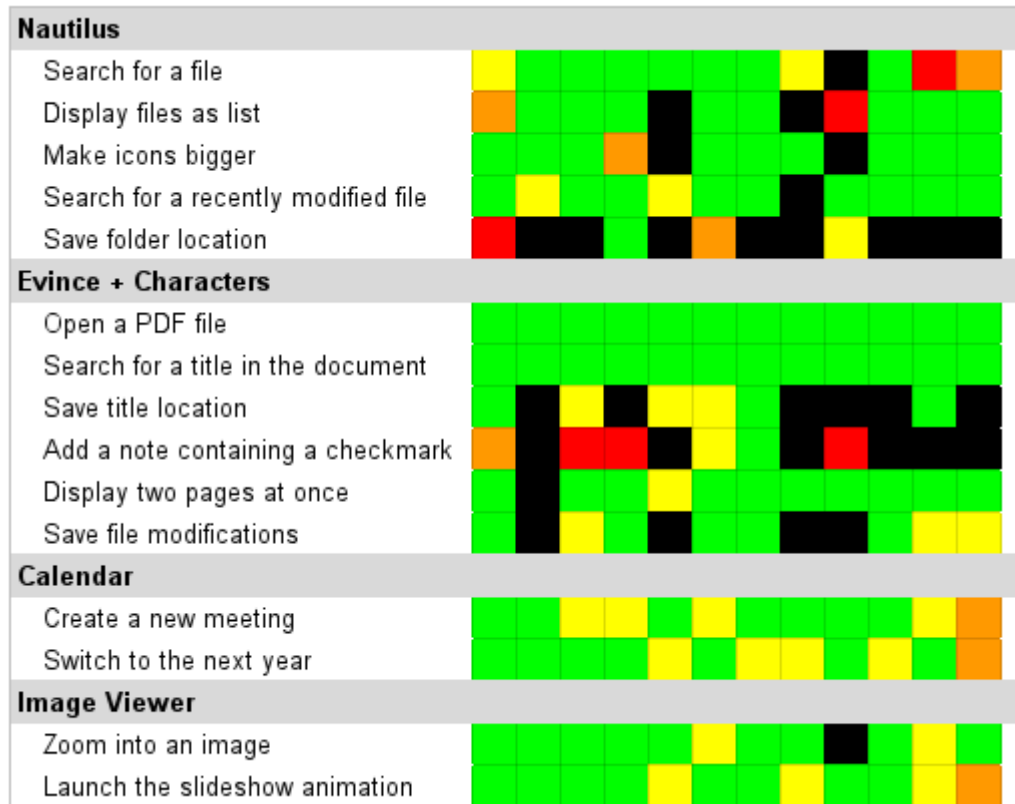 Nautilus
Search for a file
Display files as list
Make icons bigger
Search for a recently modified file
Save folder location
Evince + Characters
Open a PDF file
Search for a title in the document
Save title location
Add a note containing a checkmark
Display two pages at once
Save file modifications
Calendar
Create a new meeting
Switch to the next year
Image Viewer
Zoom into an image
Launch the slideshow animation